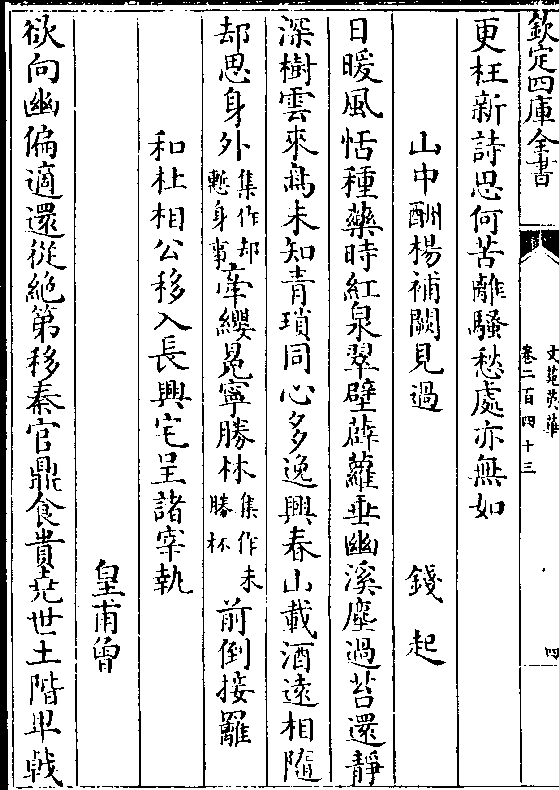 欽定四庫全書
文苑英華
卷二百四十三
四
更枉新詩思何苦離騷愁處亦無如
山中酬楊補闕見過
錢起
日暖風恬種藥時紅泉翠壁薜蘿垂幽溪塵過苔還靜
深樹雲來鳥未知青瑣同心多逸興春山載酒遠相隨
却思身外集作却慙身事牽纓冕寧勝林集作未勝杯前倒接䍦
和杜相公移入長興宅呈諸宰執
皇甫曾
欲向幽偏適還從絶第移秦官鼎食貴堯世土階卑㦸